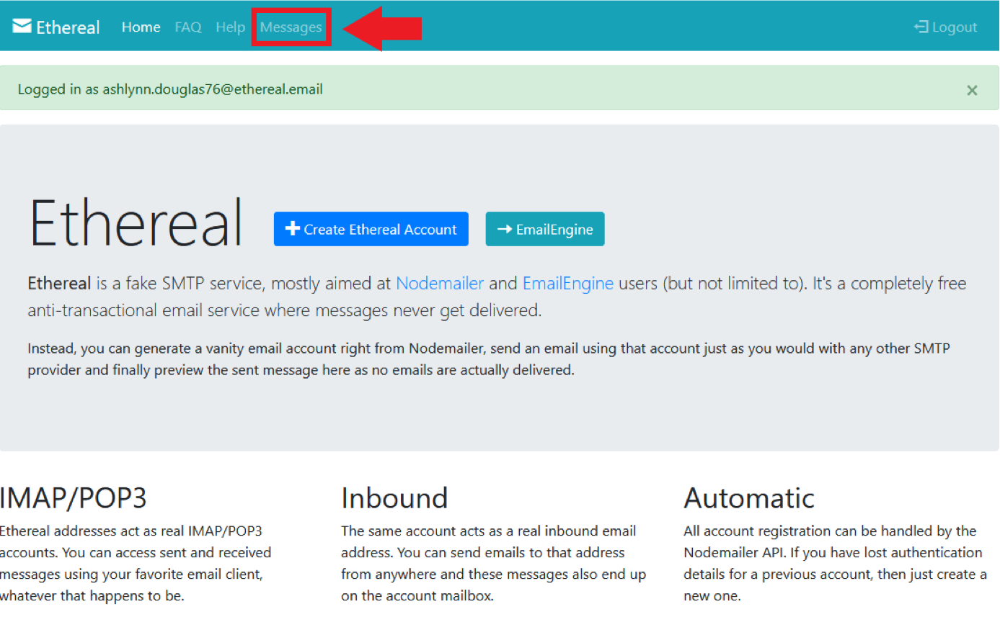 Ethereal Home FAQ Help Messages Logout
Logged in as ashlynn.douglas76@ethereal.email ×
Ethereal Create Ethereal Account EmailEngine
Ethereal is a fake SMTP service, mostly aimed at Nodemailer and EmailEngine users (but not limited to). It's a completely free
anti-transactional email service where messages never get delivered.
Instead, you can generate a vanity email account right from Nodemailer, send an email using that account just as you would with any other SMTP
provider and finally preview the sent message here as no emails are actually delivered.
IMAP/POP3
Ethereal addresses act as real IMAP/POP3
accounts. You can access sent and received
messages using your favorite email client,
whatever that happens to be.
Inbound
The same account acts as a real inbound email
address. You can send emails to that address
from anywhere and these messages also end up
on the account mailbox.
Automatic
All account registration can be handled by the
Nodemailer API. If you have lost authentication
details for a previous account, then just create a
new one.